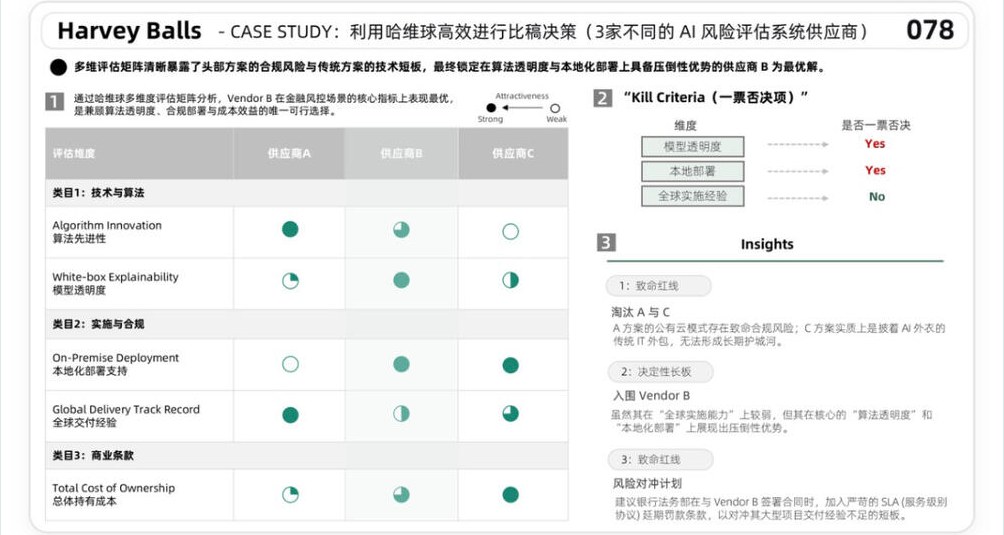 Harvey Balls - CASE STUDY：利用哈维球高效进行比稿决策（3家不同的 AI 风险评估系统供应商） 078
多维评估矩阵清晰暴露了头部方案的合规风险与传统方案的技术短板，最终锁定在算法透明度与本地化部署上具备压倒性优势的供应商 B 为最优解。
1
通过哈维球多维度评估矩阵分析，Vendor B 在金融风控场景的核心指标上表现最优，
是兼顾算法透明度、合规部署与成本效益的唯一可行选择。
Attractiveness
Strong Weak
评估维度 供应商A 供应商B 供应商C
类目1：技术与算法
Algorithm Innovation
算法先进性
White-box Explainability
模型透明度
类目2：实施与合规
On-Premise Deployment
本地化部署支持
Global Delivery Track Record
全球交付经验
类目3：商业条款
Total Cost of Ownership
总体持有成本
2 “Kill Criteria（一票否决项）”
维度 是否一票否决
模型透明度 Yes
本地部署 Yes
全球实施经验 No
3 Insights
1：致命红线
淘汰 A 与 C
A 方案的公有云模式存在致命合规风险；C 方案实质上是披着 AI 外衣的
传统 IT 外包，无法形成长期护城河。
2：决定性长板
入围 Vendor B
虽然其在“全球实施能力”上较弱，但其在核心的“算法透明度”和
“本地化部署”上展现出压倒性优势。
3：致命红线
风险对冲计划
建议银行法务部在与 Vendor B 签署合同时，加入严苛的 SLA (服务级别
协议) 延期罚款条款，以对冲其大型项目交付经验不足的短板。